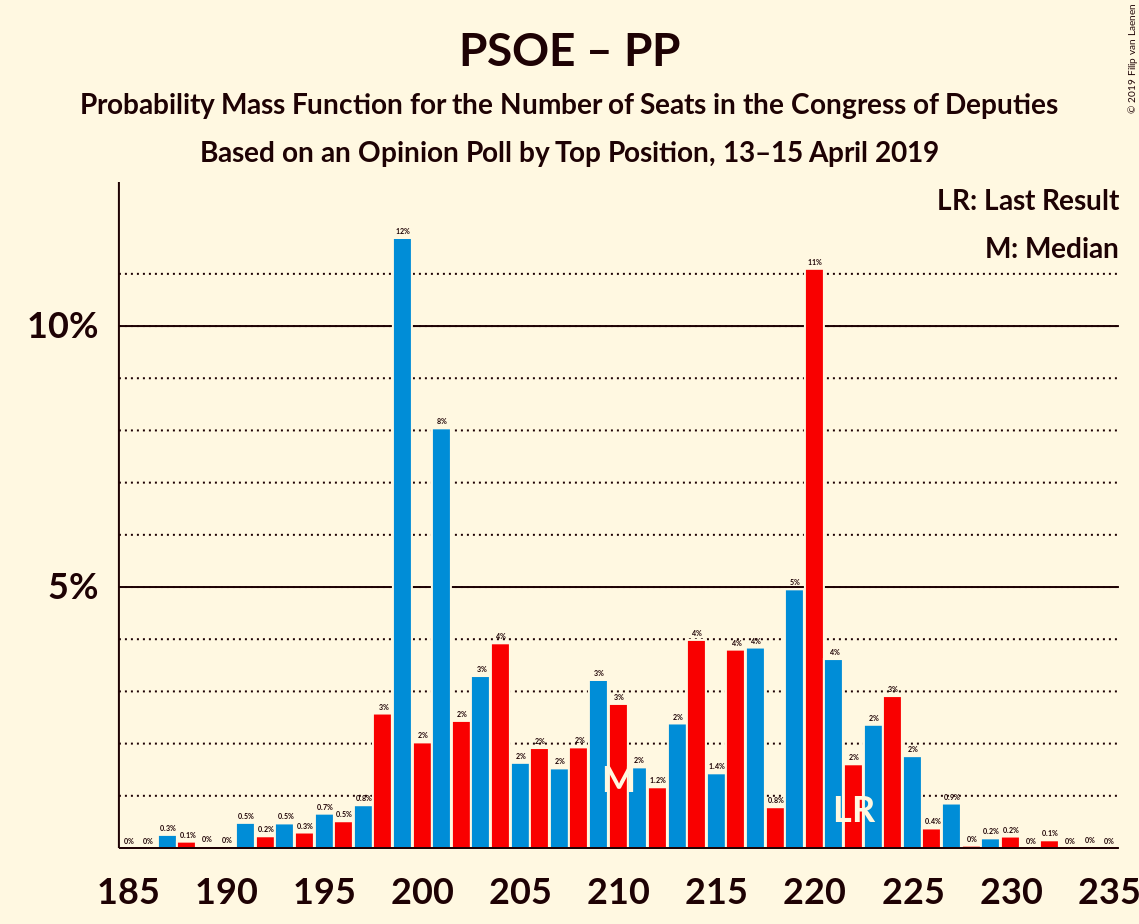 PSOE – PP
Probability Mass Function for the Number of Seats in the Congress of Deputies
Based on an Opinion Poll by Top Position, 13–15 April 2019
© 2019 Filip van Laenen
LR: Last Result
M: Median
10%
5%
0% 0% 0.3% 0.1% 0% 0% 0.5% 0.2% 0.5% 0.3% 0.7% 0.5% 0.8% 3% 12% 2% 8% 2% 3% 4% 2% 2% 2% 2% 3% 3% 2% 1.2% 2% 4% 1.4% 4% 4% 0.8% 5% 11% 4% 2% 2% 3% 2% 0.4% 0.9% 0% 0.2% 0.2% 0% 0.1% 0% 0% 0%
M
LR
185 190 195 200 205 210 215 220 225 230 235